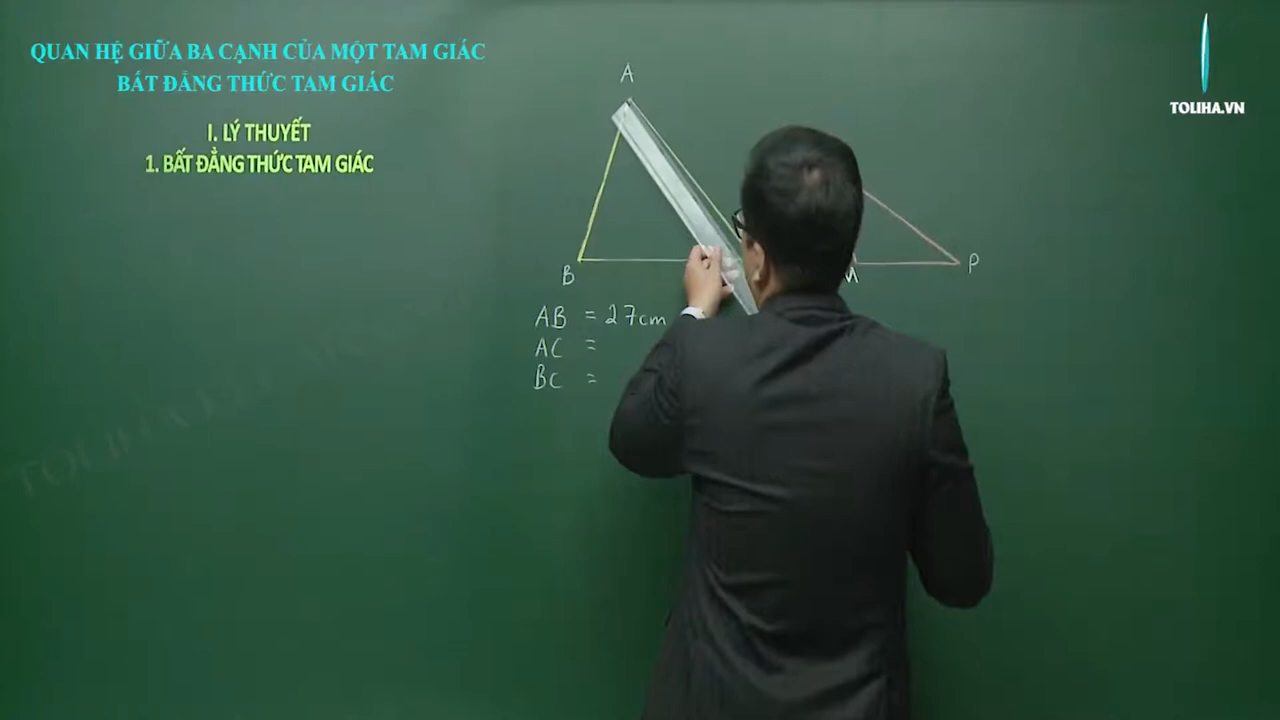 QUAN HỆ GIỮA BA CẠNH CỦA MỘT TAM GIÁC
BẤT ĐẲNG THỨC TAM GIÁC
I. LÝ THUYẾT
1. BẤT ĐẲNG THỨC TAM GIÁC
TOLIHA.VN
A
B
P
AB = 27cm
AC =
BC =